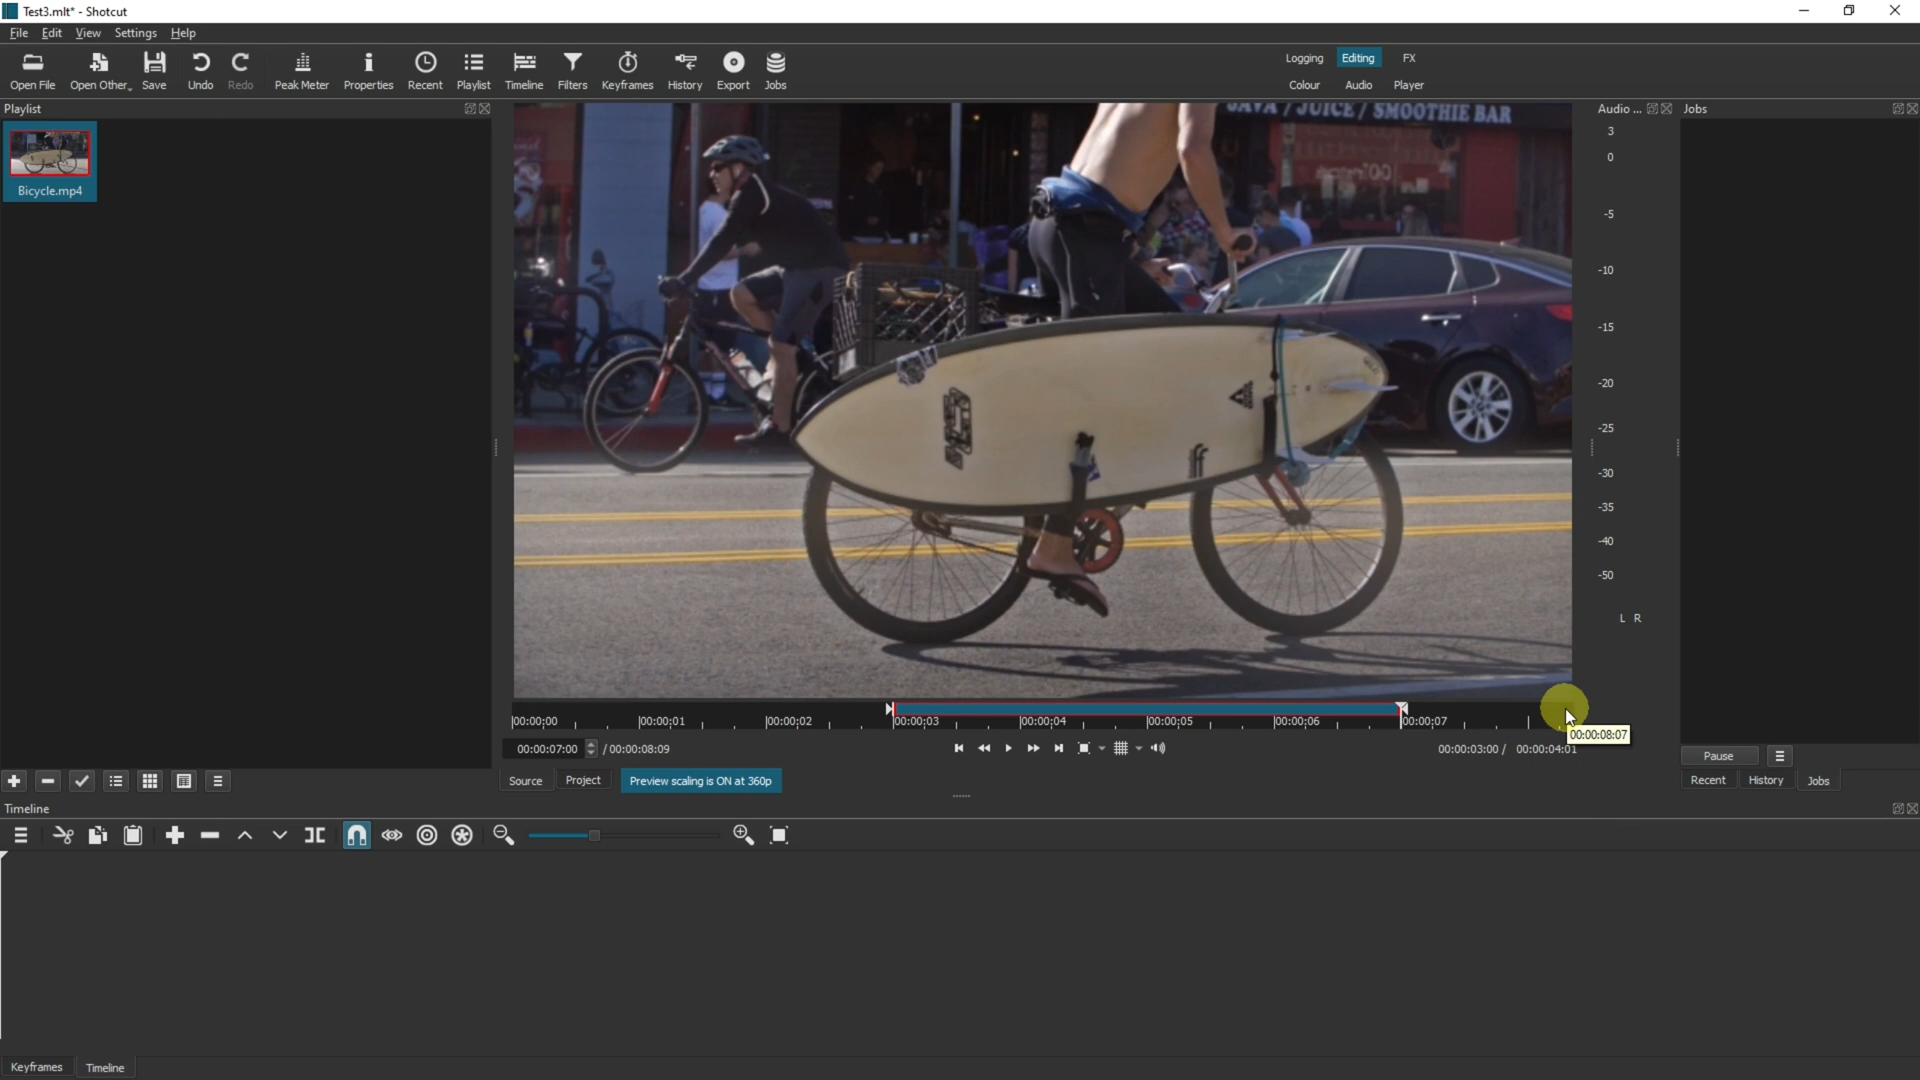 Test3.mlt* - Shotcut
File Edit View Settings Help
Open File Open Other... Save Undo Redo Peak Meter Properties Recent Playlist Timeline Filters Keyframes History Export Jobs
Logging Editing FX
Colour Audio Player
Playlist
Audio ...
Jobs
Bicycle.mp4
JAVA / JUICE / SMOOTHIE BAR
3
0
-5
-10
-15
-20
-25
-30
-35
-40
-50
L R
00:00:00 00:00:01 00:00:02 00:00:03 00:00:04 00:00:05 00:00:06 00:00:07
00:00:08:07
00:00:07:00 / 00:00:08:09
00:00:03:00 / 00:00:04:01
Pause
Source Project Preview scaling is ON at 360p
Recent History Jobs
Timeline
Keyframes Timeline